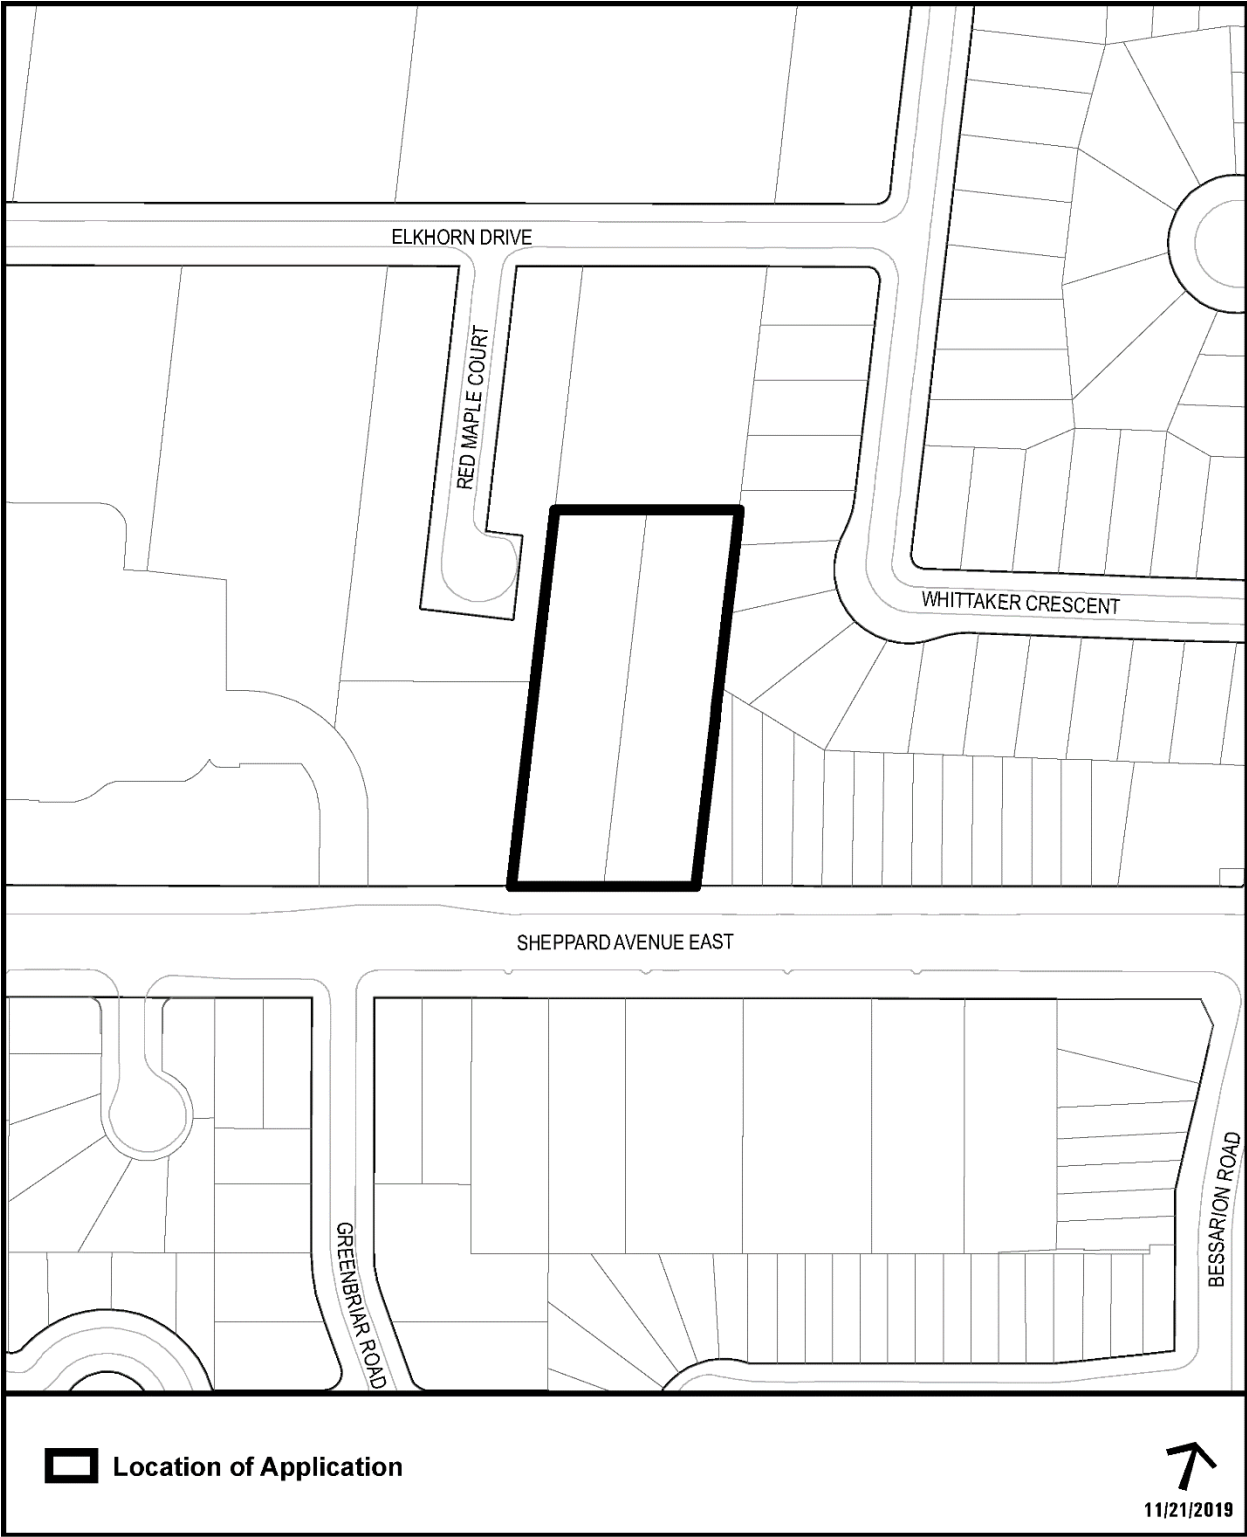 ELKHORN DRIVE
RED MAPLE COURT
WHITTAKER CRESCENT
SHEPPARD AVENUE EAST
BESSARION ROAD
GREENBRIAR ROAD
Location of Application
11/21/2019